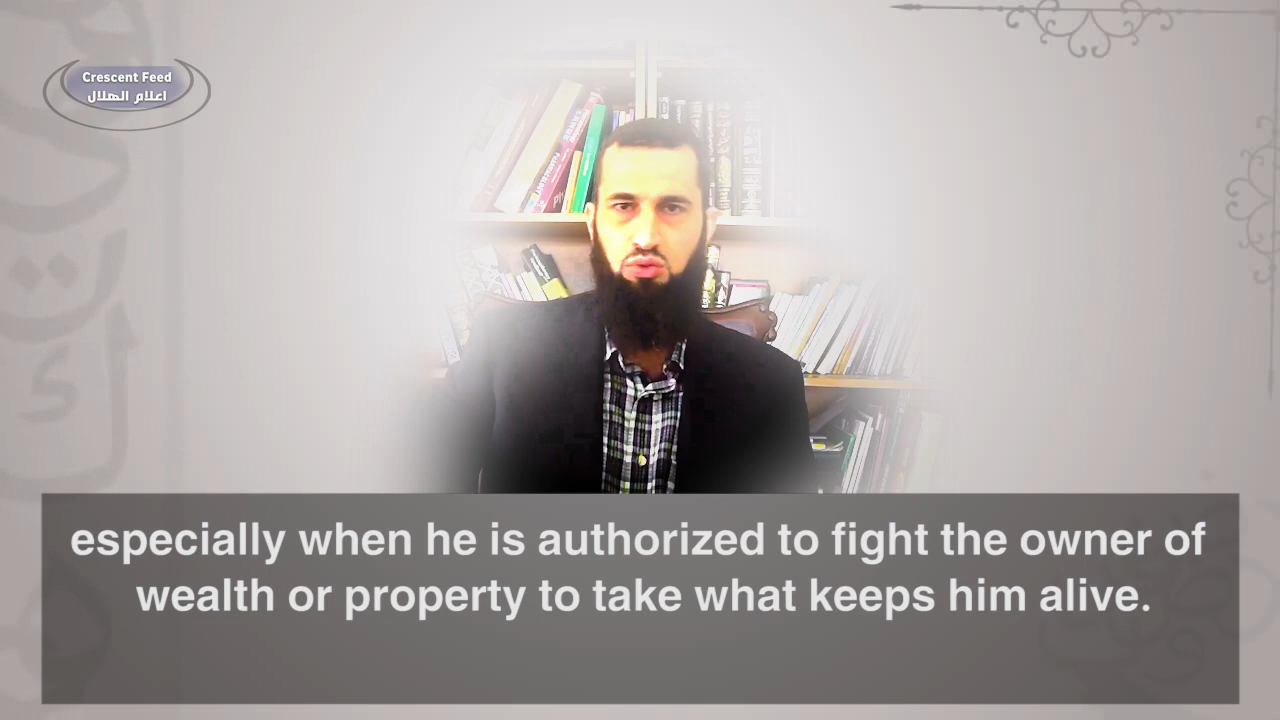 Crescent Feed
اعلام الهلال
especially when he is authorized to fight the owner of
wealth or property to take what keeps him alive.